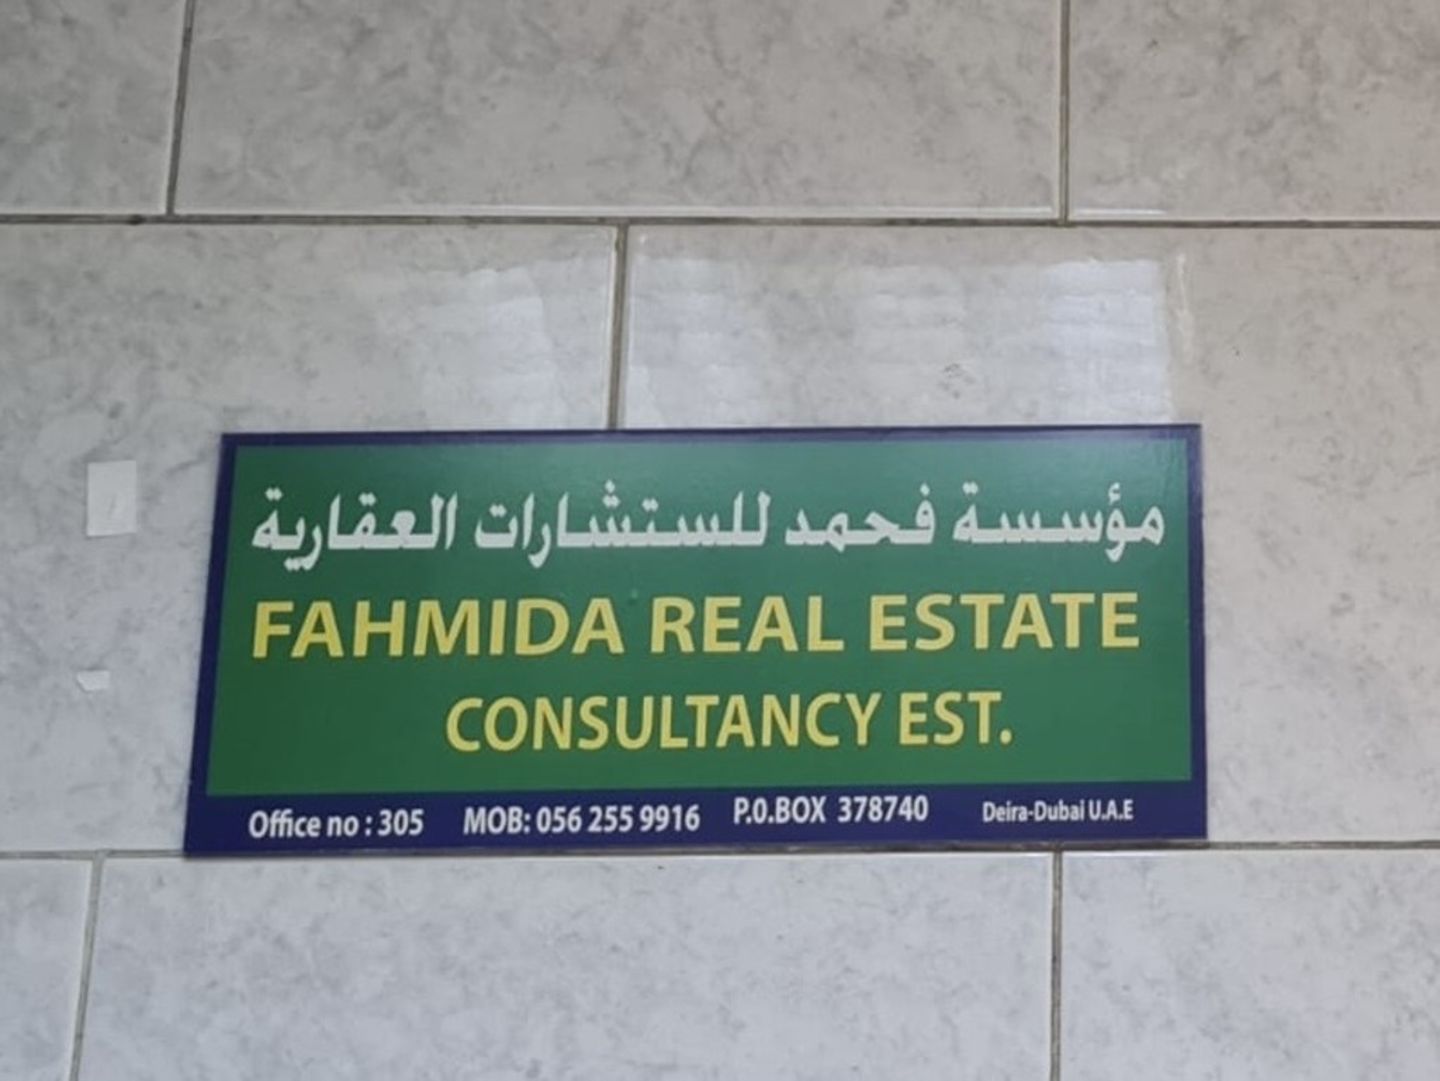 مؤسسة فحمد للستشارات العقارية
FAHMIDA REAL ESTATE
CONSULTANCY EST.
Office no : 305 MOB: 056 255 9916 P.O.BOX 378740 Deira-Dubai U.A.E